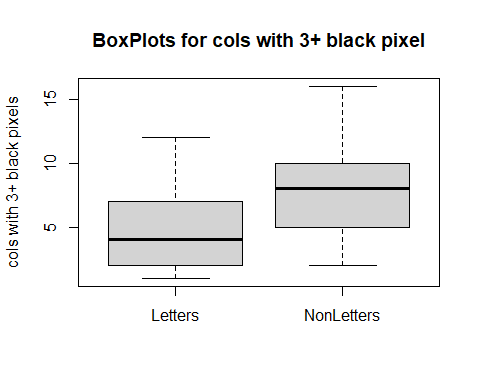 BoxPlots for cols with 3+ black pixel
cols with 3+ black pixels
15
10
5
Letters
NonLetters